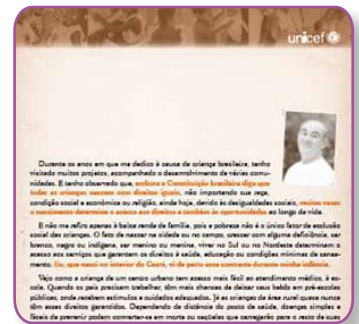 unicef
Durante os anos em que me dedico à causa da criança brasileira, tenho
visitado muitos projetos, acompanhado o desenvolvimento de várias comu-
nidades. E tenho observado que, embora a Constituição brasileira diga que
todas as crianças nascem com direitos iguais, não importando sua raça,
condição social e econômica ou religião, ainda hoje, devido às desigualdades sociais, muitas vezes
o nascimento determina o acesso aos direitos e também às oportunidades ao longo da vida.
E não me refiro apenas à baixa renda da família, pois a pobreza não é o único fator de exclusão
social das crianças. O fato de nascer na cidade ou no campo, crescer com alguma deficiência, ser
branco, negro ou indígena, ser menino ou menina, viver no Sul ou no Nordeste determinam o
acesso aos serviços que garantem os direitos à saúde, educação ou condições mínimas de sanea-
mento. Eu, que nasci no interior do Ceará, vi de perto esse contraste durante minha infância.
Vejo como a criança de um centro urbano tem acesso mais fácil ao atendimento médico, à es-
cola. Quando os pais precisam trabalhar, têm mais chances de deixar seus bebês em pré-escolas
públicas, onde recebem estímulos e cuidados adequados. Já as crianças da área rural quase nunca
têm esses direitos garantidos. Dependendo da distância do posto de saúde, doenças simples e
fáceis de prevenir podem converter-se em morte ou sequelas que carregarão para o resto de suas